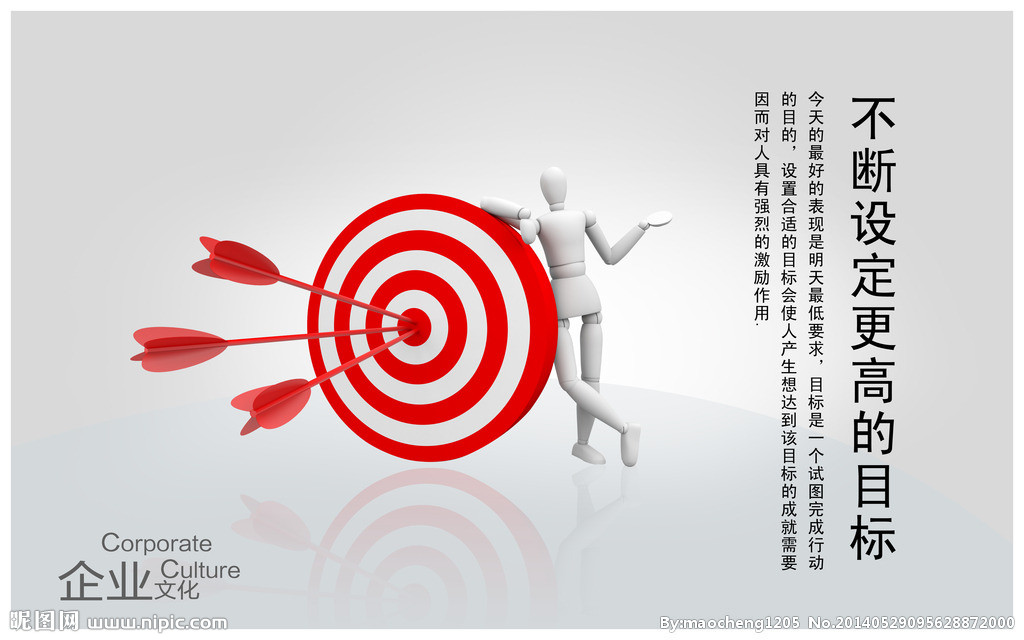 不断设定更高的目标
今天的最好的表现是明天最低要求，目标是一个试图完成行动
的目的，设置合适的目标会使人产生想达到该目标的成就需要
因而对人具有强烈的激励作用.
Corporate
Culture
企业文化
昵图网 www.nipic.com
By:maocheng1205 No.20140529095628872000